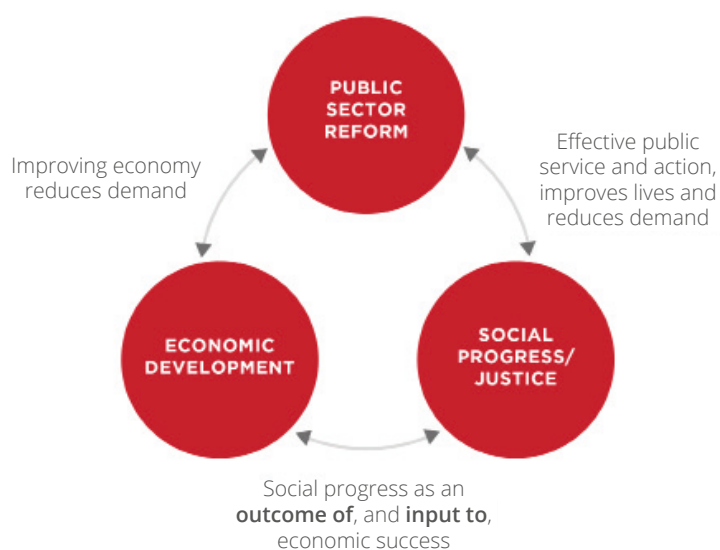 PUBLIC
SECTOR
REFORM
Improving economy
reduces demand
Effective public
service and action,
improves lives and
reduces demand
ECONOMIC
DEVELOPMENT
SOCIAL
PROGRESS/
JUSTICE
Social progress as an
outcome of, and input to,
economic success